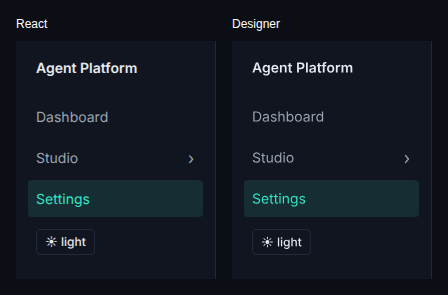 React
Agent Platform
Dashboard
Studio ›
Settings
☀ light
Designer
Agent Platform
Dashboard
Studio ›
Settings
☀ light